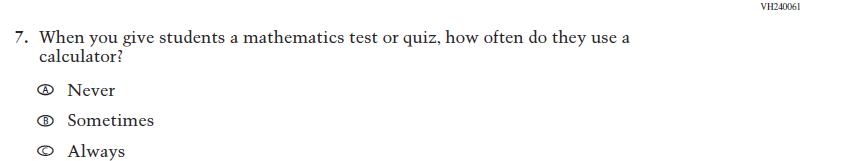 VH240061
7. When you give students a mathematics test or quiz, how often do they use a
calculator?
A Never
B Sometimes
C Always